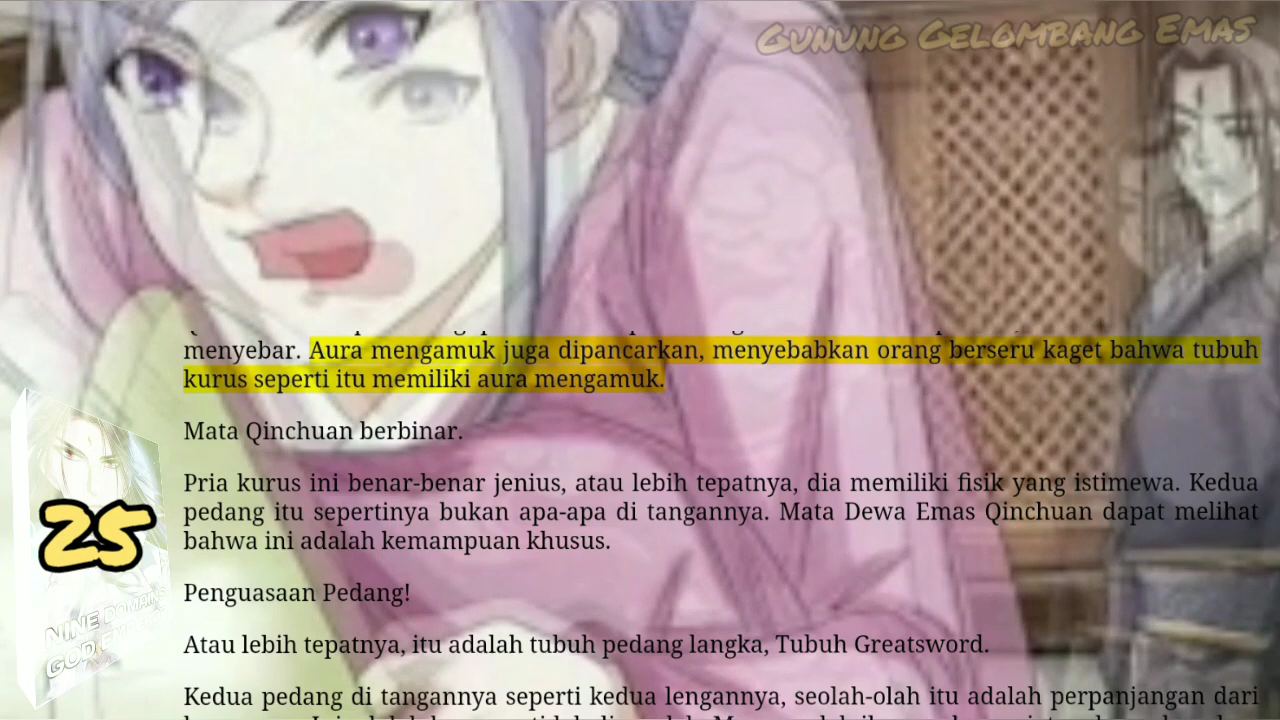 Gunung Gelombang Emas
menyebar. Aura mengamuk juga dipancarkan, menyebabkan orang berseru kaget bahwa tubuh
kurus seperti itu memiliki aura mengamuk.
Mata Qinchuan berbinar.
Pria kurus ini benar-benar jenius, atau lebih tepatnya, dia memiliki fisik yang istimewa. Kedua
pedang itu sepertinya bukan apa-apa di tangannya. Mata Dewa Emas Qinchuan dapat melihat
bahwa ini adalah kemampuan khusus.
25
NINE DOMAINS
GOD
Penguasaan Pedang!
Atau lebih tepatnya, itu adalah tubuh pedang langka, Tubuh Greatsword.
Kedua pedang di tangannya seperti kedua lengannya, seolah-olah itu adalah perpanjangan dari